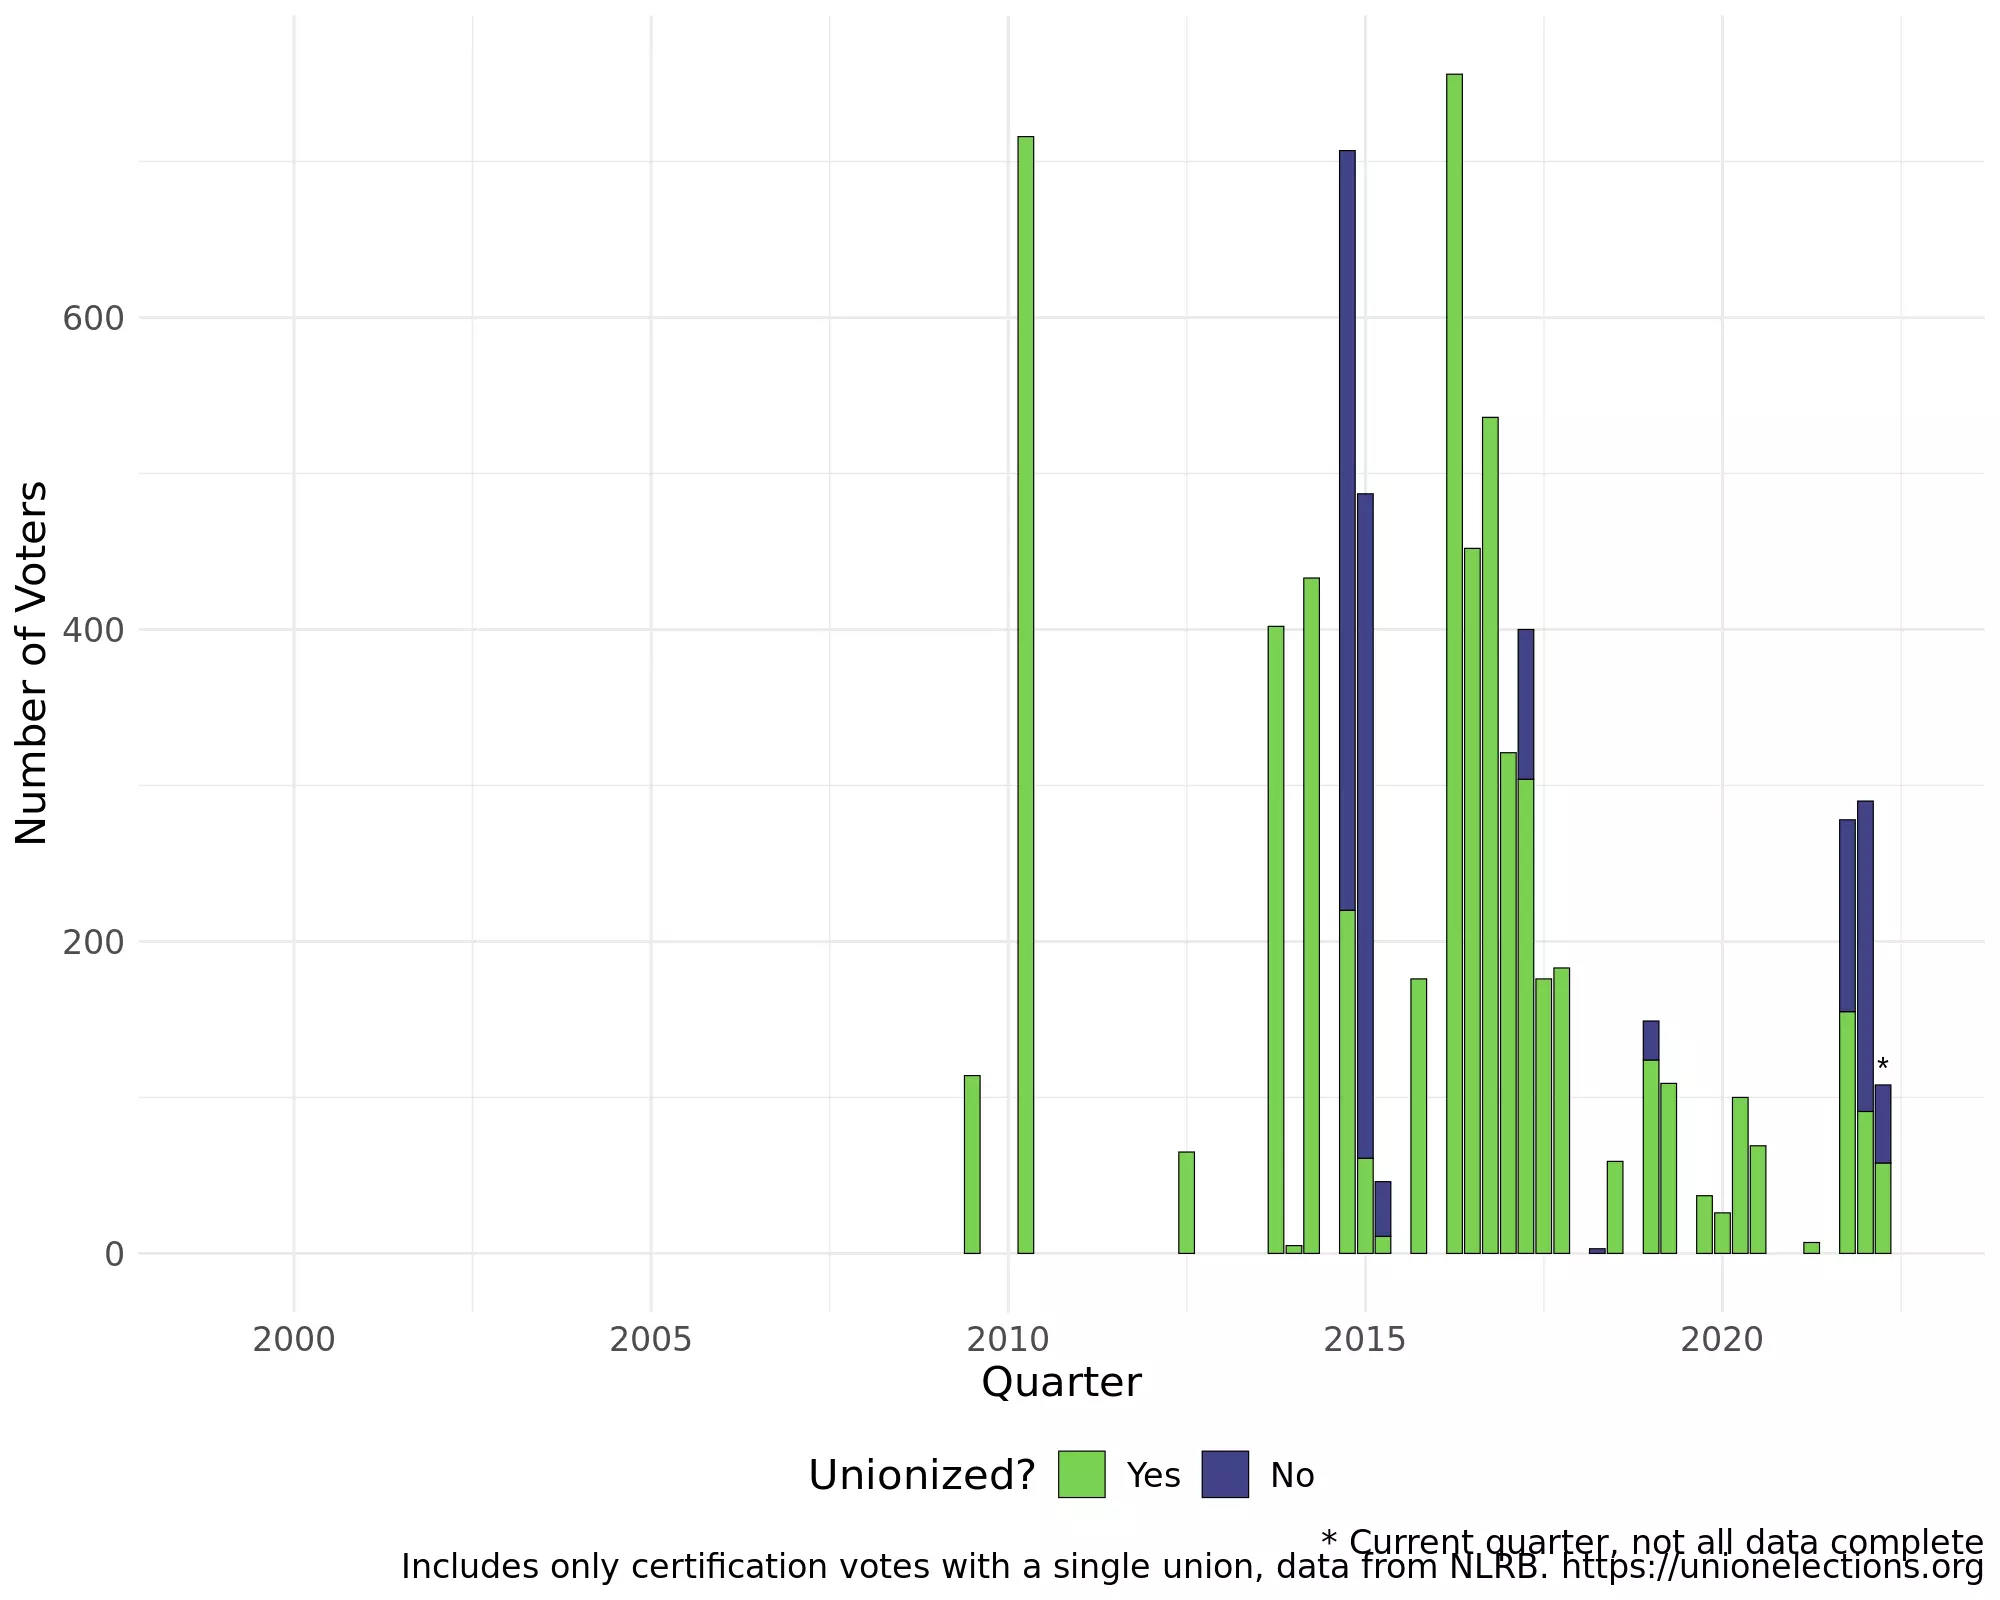 600
400
200
0
Number of Voters
*
2000 2005 2010 2015 2020
Quarter
Unionized? Yes No
* Current quarter, not all data complete
Includes only certification votes with a single union, data from NLRB. https://unionelections.org